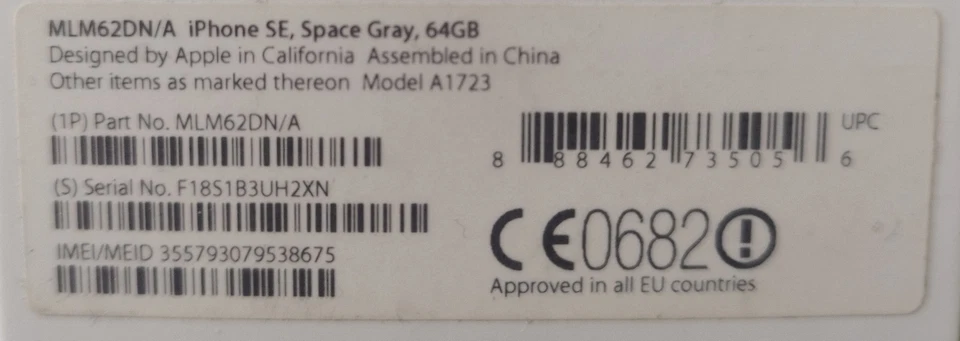 MLM62DN/A iPhone SE, Space Gray, 64GB
Designed by Apple in California Assembled in China
Other items as marked thereon Model A1723
(1P) Part No. MLM62DN/A
(S) Serial No. F18S1B3UH2XN
IMEI/MEID 355793079538675
UPC
8 88462 73505 6
CE0682
Approved in all EU countries